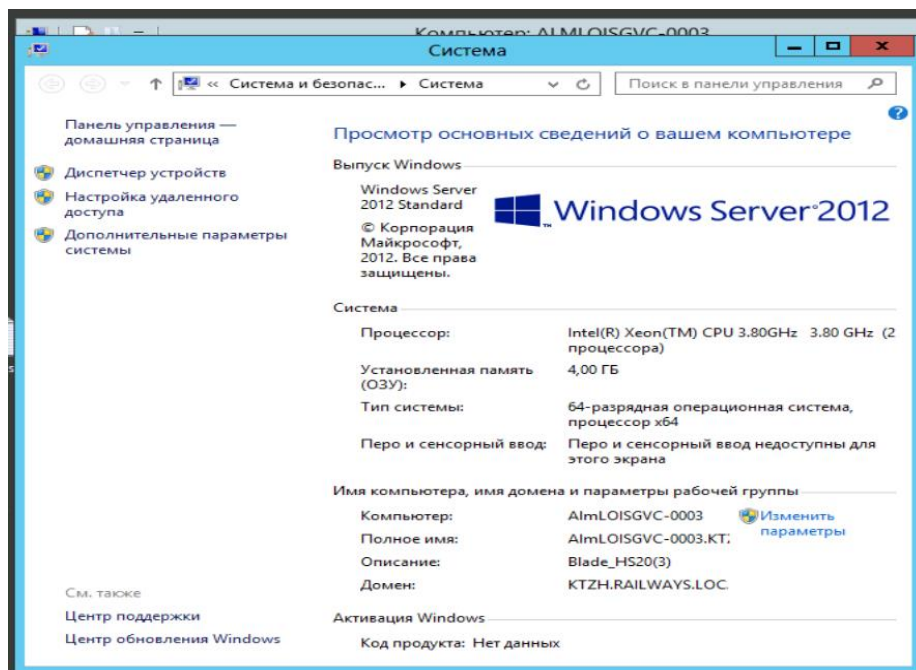 Компьютер: ALMLOISGVC-0003
Система
Система и безопас... Система
Поиск в панели управления
Панель управления —
домашняя страница
Диспетчер устройств
Настройка удаленного
доступа
Дополнительные параметры
системы
Просмотр основных сведений о вашем компьютере
Выпуск Windows
Windows Server
2012 Standard
© Корпорация
Майкрософт,
2012. Все права
защищены.
Windows Server 2012
Система
Процессор: Intel(R) Xeon(TM) CPU 3.80GHz 3.80 GHz (2
процессора)
Установленная память 4,00 ГБ
(ОЗУ):
Тип системы: 64-разрядная операционная система,
процессор x64
Перо и сенсорный ввод: Перо и сенсорный ввод недоступны для
этого экрана
Имя компьютера, имя домена и параметры рабочей группы
Компьютер: AlmLOISGVC-0003
Изменить
параметры
Полное имя: AlmLOISGVC-0003.KTZ
Описание: Blade_HS20(3)
Домен: KTZH.RAILWAYS.LOC
См. также
Центр поддержки
Центр обновления Windows
Активация Windows
Код продукта: Нет данных